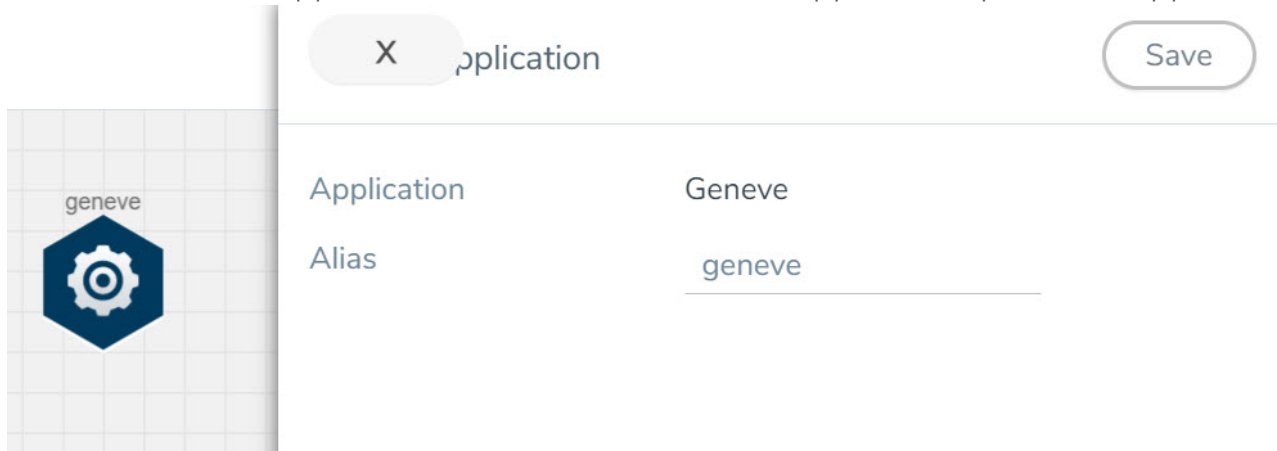 X pplication
Save
geneve
Application Geneve
Alias geneve